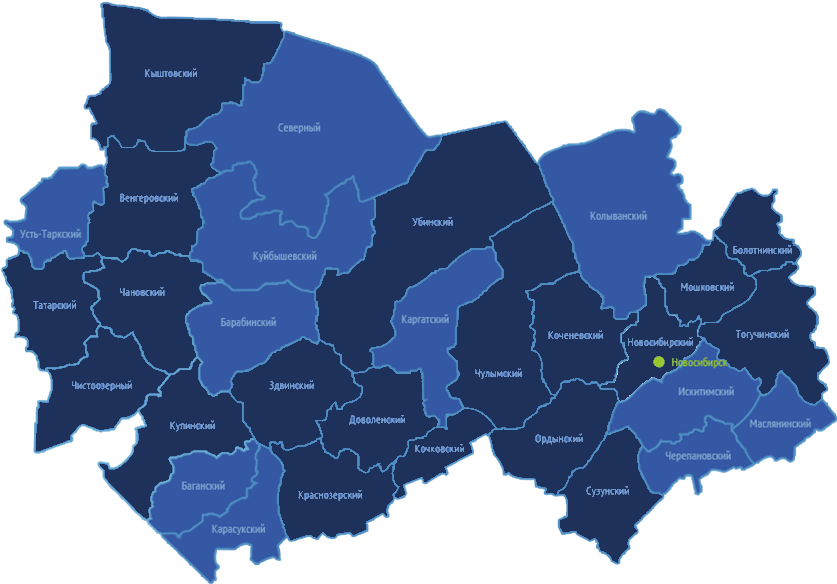 Кыштовский
Северный
Венгеровский
Усть-Таркский
Убинский
Колыванский
Куйбышевский
Болотнинский
Татарский
Чановский
Мошковский
Барабинский
Каргатский
Коченевский
Новосибирский
Тогучинский
Новосибирск
Чулымский
Чистоозерный
Здвинский
Искитимский
Купинский
Доволенский
Маслянинский
Кочковский
Ордынский
Черепановский
Баганский
Краснозерский
Сузунский
Карасукский